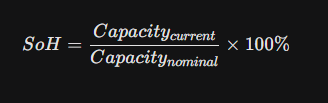 SoH = Capacity_current / Capacity_nominal × 100%